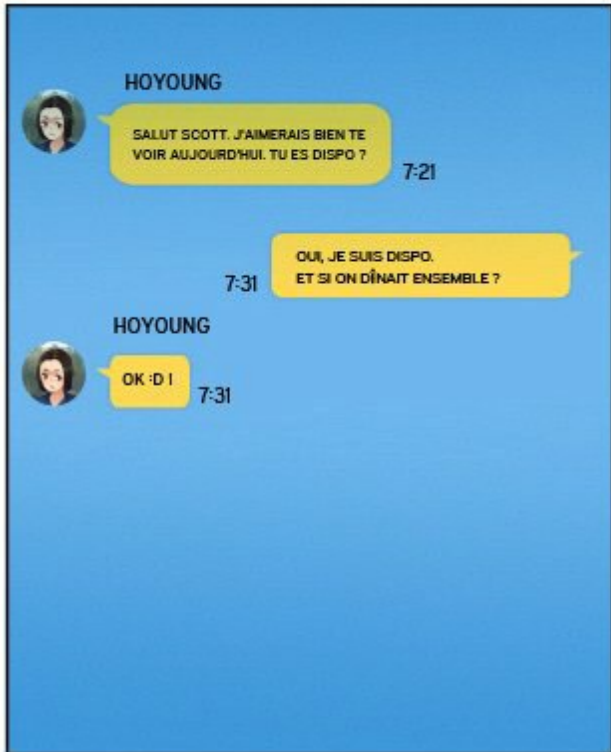 HOYOUNG
SALUT SCOTT. J'AIMERAIS BIEN TE
VOIR AUJOURD'HUI. TU ES DISPO ?
7:21
OUI, JE SUIS DISPO.
ET SI ON DÎNAIT ENSEMBLE ?
7:31
HOYOUNG
OK :D !
7:31